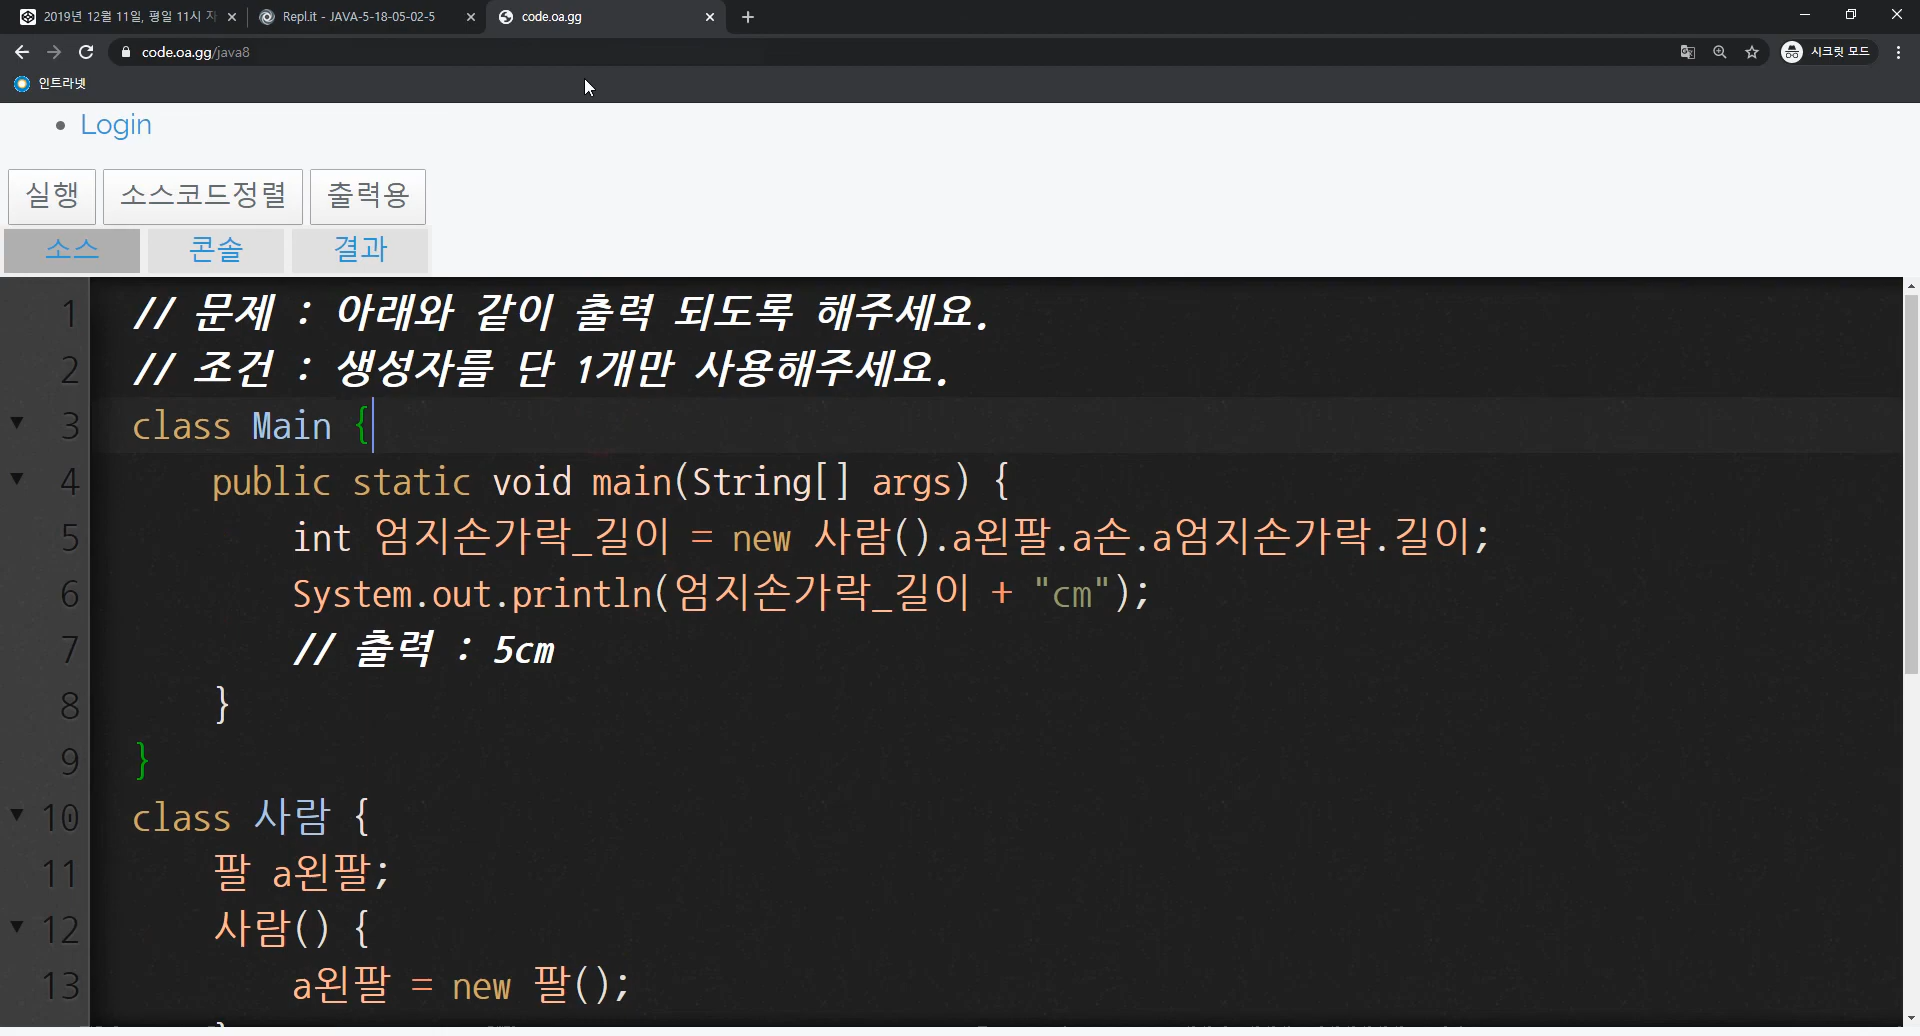 2019년 12월 11일, 평일 11시 자
Repl.it - JAVA-5-18-05-02-5
code.oa.gg
code.oa.gg/java8
시크릿 모드
인트라넷
Login
실행 소스코드정렬 출력용
소스 콘솔 결과
1 // 문제 : 아래와 같이 출력 되도록 해주세요.
2 // 조건 : 생성자를 단 1개만 사용해주세요.
3 class Main {
4 public static void main(String[] args) {
5 int 엄지손가락_길이 = new 사람().a왼팔.a손.a엄지손가락.길이;
6 System.out.println(엄지손가락_길이 + "cm");
7 // 출력 : 5cm
8 }
9 }
10 class 사람 {
11 팔 a왼팔;
12 사람() {
13 a왼팔 = new 팔();